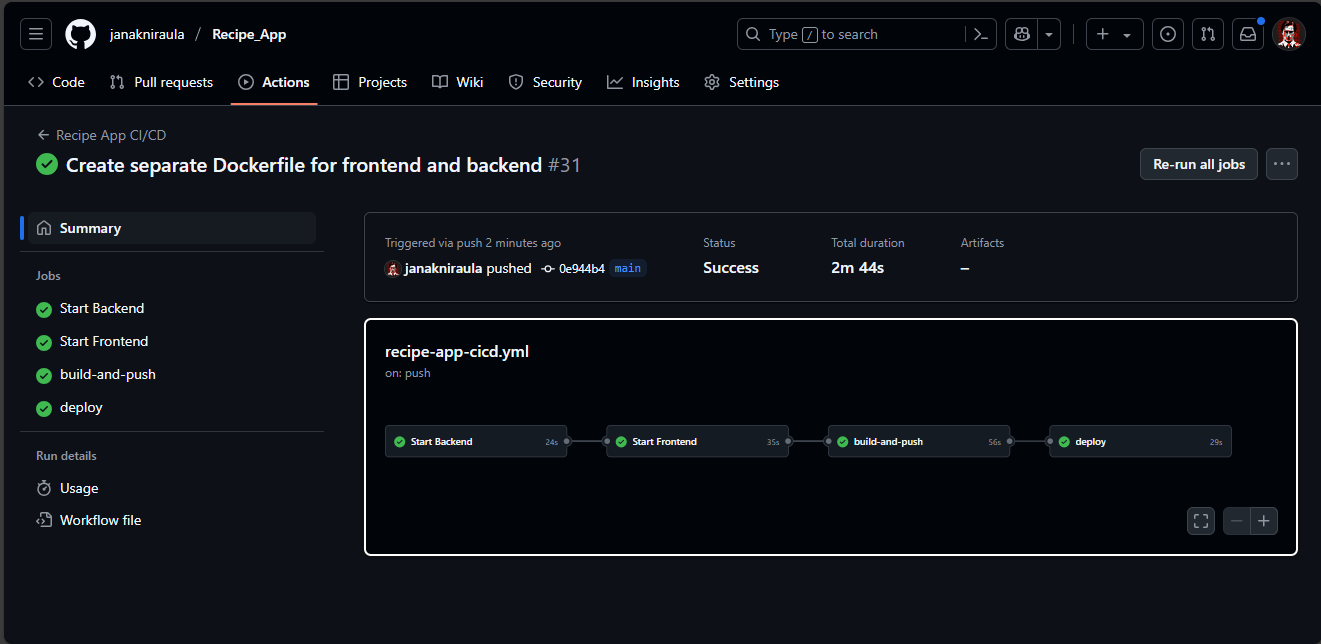 janakniraula / Recipe_App
Type / to search
Code Pull requests Actions Projects Wiki Security Insights Settings
Recipe App CI/CD
Create separate Dockerfile for frontend and backend #31
Re-run all jobs
Summary
Jobs
Start Backend
Start Frontend
build-and-push
deploy
Run details
Usage
Workflow file
Triggered via push 2 minutes ago
janakniraula pushed 0e944b4 main
Status
Success
Total duration
2m 44s
Artifacts
–
recipe-app-cicd.yml
on: push
Start Backend 24s
Start Frontend 35s
build-and-push 56s
deploy 29s